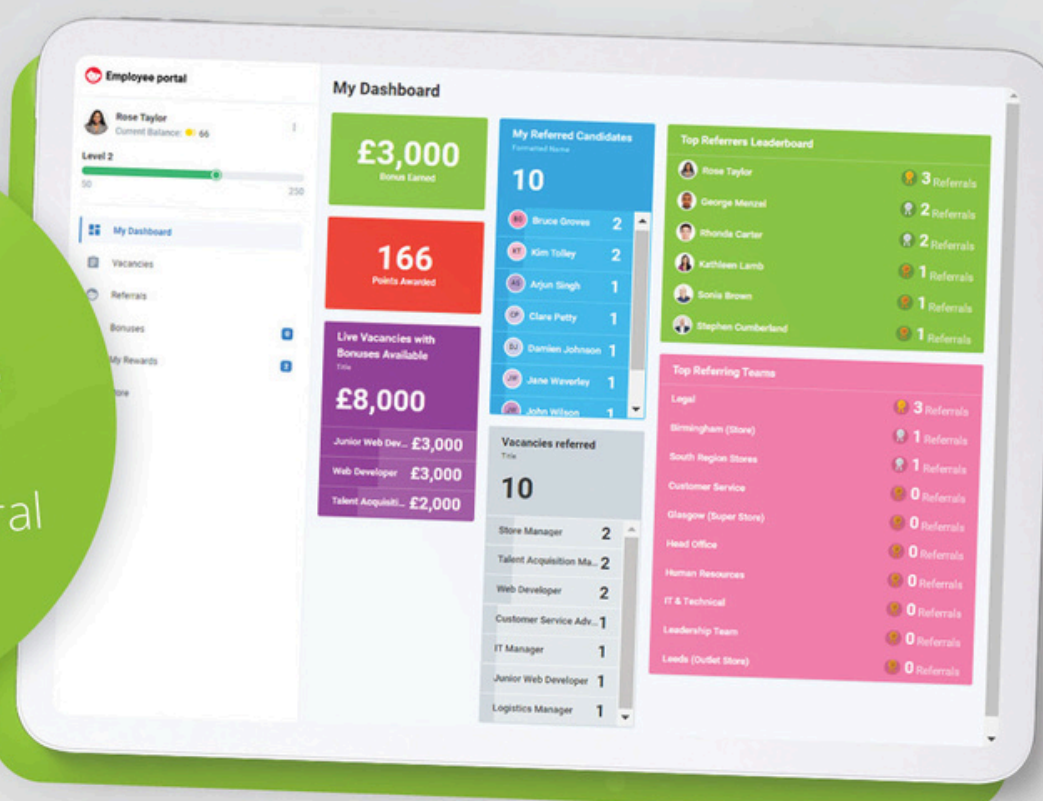 Employee portal
Rose Taylor
Current Balance: 66
Level 2
50
250
My Dashboard
Vacancies
Referrals
Bonuses
My Rewards
My Dashboard
£3,000
Bonus Earned
166
Points Awarded
Live Vacancies with
Bonuses Available
Title
£8,000
Junior Web Dev... £3,000
Web Developer £3,000
Talent Acquisiti... £2,000
My Referred Candidates
Formatted Name
10
BG Bruce Groves 2
KT Kim Tolley 2
AS Arjun Singh 1
CP Clare Petty 1
DJ Damien Johnson 1
JW Jane Waverley 1
JW John Wilson 1
Vacancies referred
Title
10
Store Manager 2
Talent Acquisition Ma... 2
Web Developer 2
Customer Service Adv... 1
IT Manager 1
Junior Web Developer 1
Logistics Manager 1
Top Referrers Leaderboard
Rose Taylor 3 Referrals
George Menzel 2 Referrals
Rhonda Carter 2 Referrals
Kathleen Lamb 1 Referrals
Sonia Brown 1 Referrals
Stephen Cumberland 1 Referrals
Top Referring Teams
Legal 3 Referrals
Birmingham (Store) 1 Referrals
South Region Stores 1 Referrals
Customer Service 0 Referrals
Glasgow (Super Store) 0 Referrals
Head Office 0 Referrals
Human Resources 0 Referrals
IT & Technical 0 Referrals
Leadership Team 0 Referrals
Leeds (Outlet Store) 0 Referrals